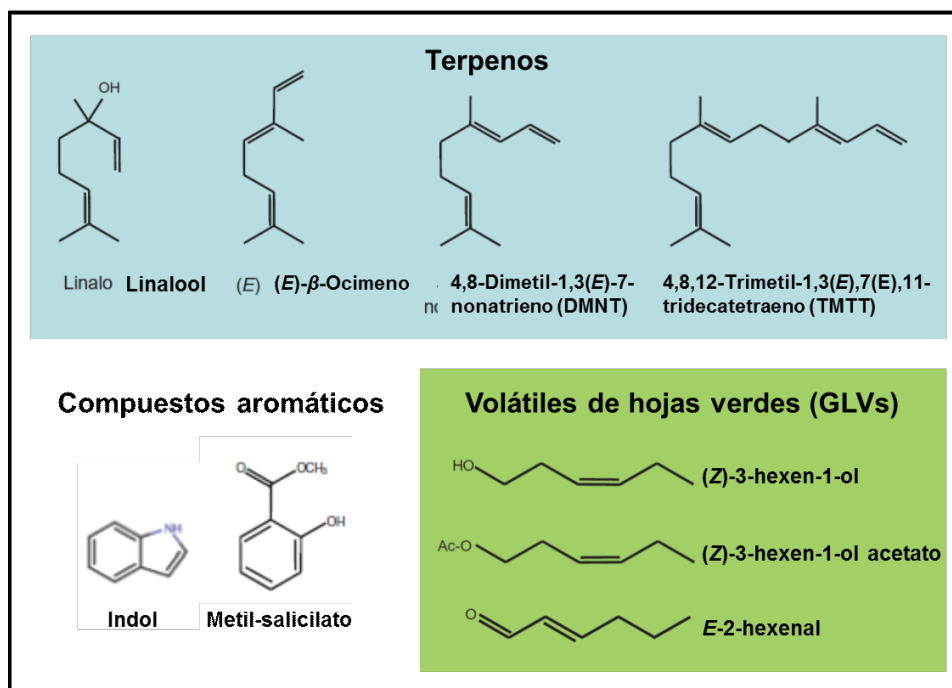 Terpenos
OH
Linalo Linalool
(E) (E)-β-Ocimeno
4,8-Dimetil-1,3(E)-7-
nonatrieno (DMNT)
4,8,12-Trimetil-1,3(E),7(E),11-
tridecatetraeno (TMTT)
Compuestos aromáticos
NH
Indol
O
OCH₃
OH
Metil-salicilato
Volátiles de hojas verdes (GLVs)
HO
(Z)-3-hexen-1-ol
Ac-O
(Z)-3-hexen-1-ol acetato
O
E-2-hexenal